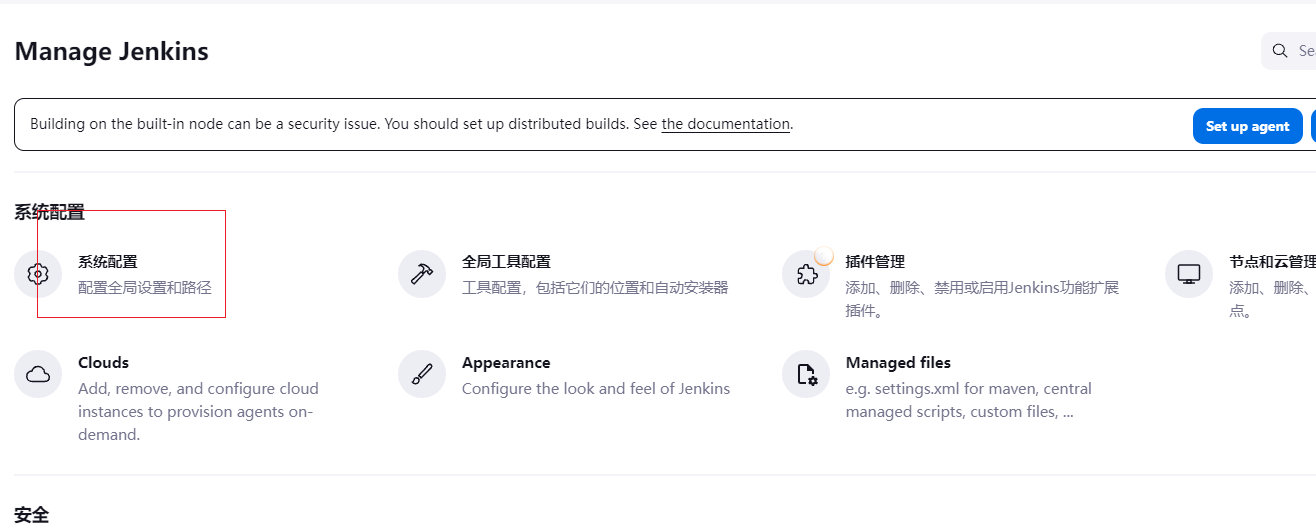 Manage Jenkins
Building on the built-in node can be a security issue. You should set up distributed builds. See the documentation.
Set up agent
系统配置
系统配置
配置全局设置和路径
全局工具配置
工具配置，包括它们的位置和自动安装器
插件管理
添加、删除、禁用或启用Jenkins功能扩展
插件。
节点和云管理
添加、删除、
点。
Clouds
Add, remove, and configure cloud
instances to provision agents on-
demand.
Appearance
Configure the look and feel of Jenkins
Managed files
e.g. settings.xml for maven, central
managed scripts, custom files, ...
安全